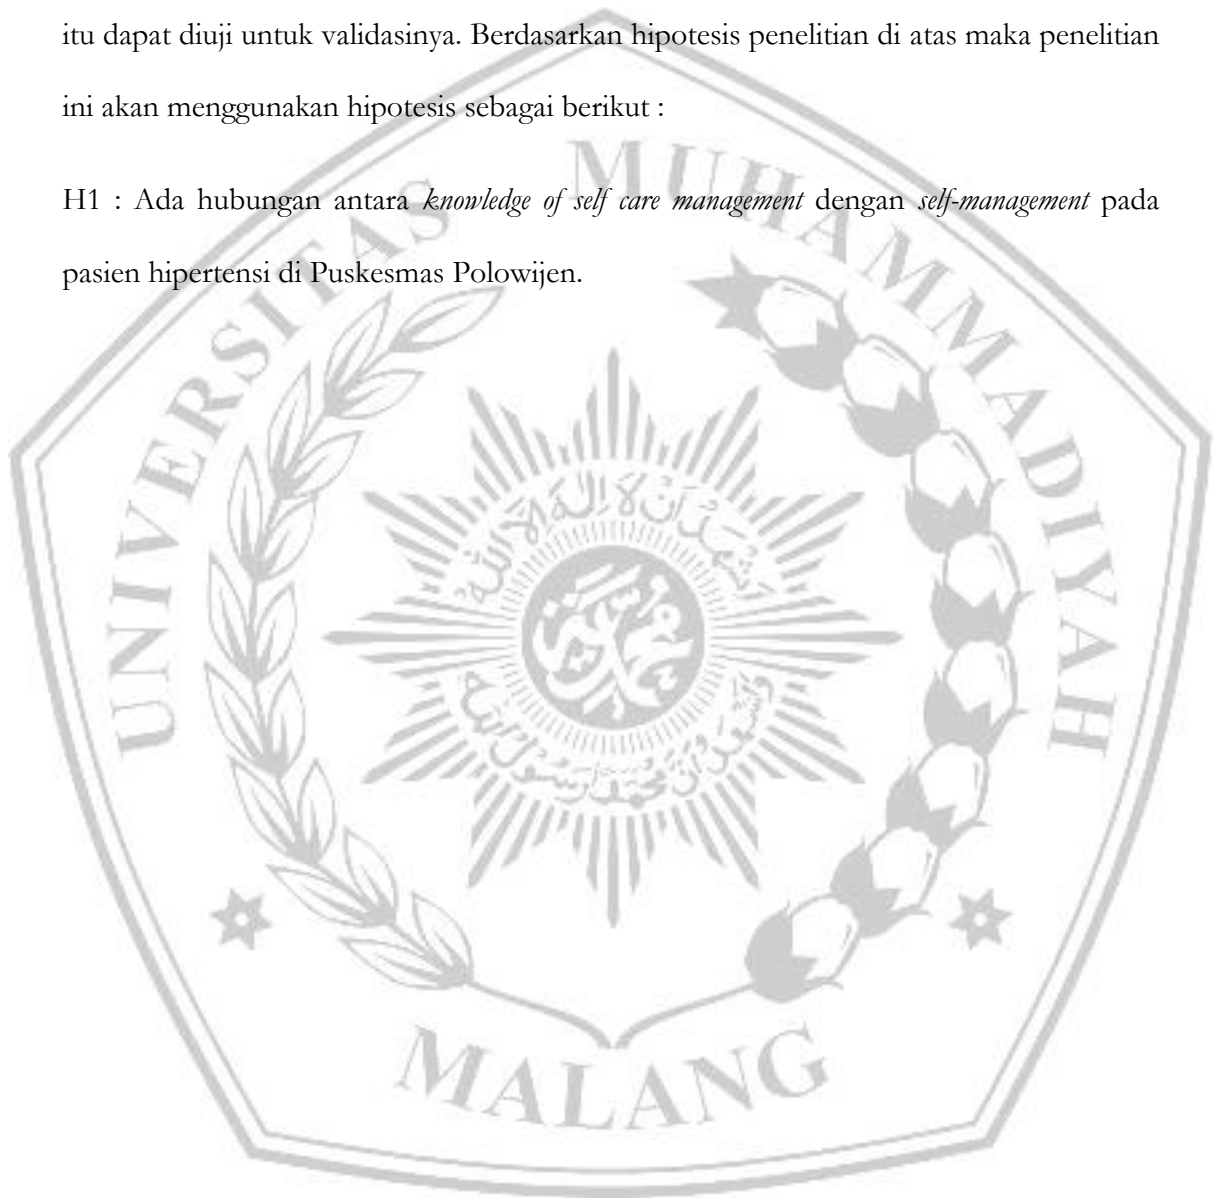 itu dapat diuji untuk validasinya. Berdasarkan hipotesis penelitian di atas maka penelitian
ini akan menggunakan hipotesis sebagai berikut :
H1 : Ada hubungan antara knowledge of self care management dengan self-management pada
pasien hipertensi di Puskesmas Polowijen.
UNIVERSITAS MUHAMMADIYAH
MALANG